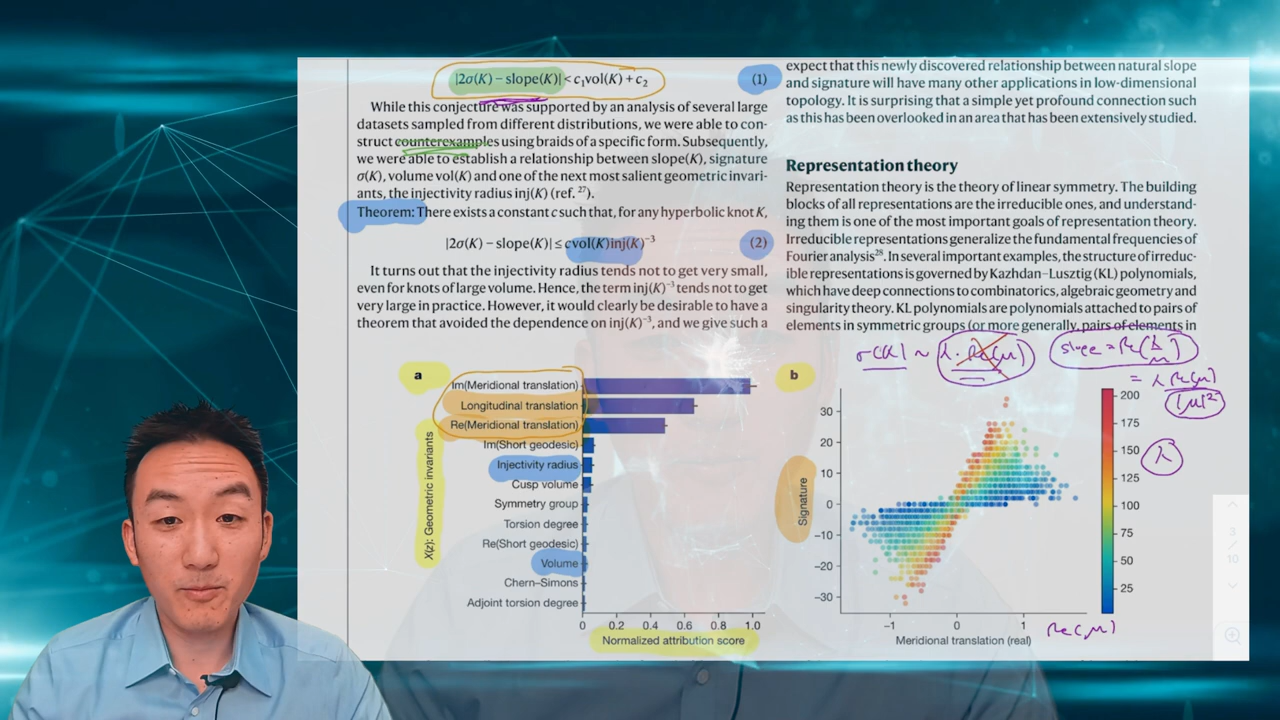 |2σ(K) − slope(K)| < c₁vol(K) + c₂ (1)
While this conjecture was supported by an analysis of several large
datasets sampled from different distributions, we were able to con-
struct counterexamples using braids of a specific form. Subsequently,
we were able to establish a relationship between slope(K), signature
σ(K), volume vol(K) and one of the next most salient geometric invari-
ants, the injectivity radius inj(K) (ref. ²⁷).
Theorem: There exists a constant c such that, for any hyperbolic knot K,
|2σ(K) − slope(K)| ≤ cvol(K)inj(K)⁻³ (2)
It turns out that the injectivity radius tends not to get very small,
even for knots of large volume. Hence, the term inj(K)⁻³ tends not to get
very large in practice. However, it would clearly be desirable to have a
theorem that avoided the dependence on inj(K)⁻³, and we give such a
expect that this newly discovered relationship between natural slope
and signature will have many other applications in low-dimensional
topology. It is surprising that a simple yet profound connection such
as this has been overlooked in an area that has been extensively studied.
Representation theory
Representation theory is the theory of linear symmetry. The building
blocks of all representations are the irreducible ones, and understand-
ing them is one of the most important goals of representation theory.
Irreducible representations generalize the fundamental frequencies of
Fourier analysis²⁸. In several important examples, the structure of irreduc-
ible representations is governed by Kazhdan–Lusztig (KL) polynomials,
which have deep connections to combinatorics, algebraic geometry and
singularity theory. KL polynomials are polynomials attached to pairs of
elements in symmetric groups (or more generally, pairs of elements in
a
X(z): Geometric invariants
Im(Meridional translation)
Longitudinal translation
Re(Meridional translation)
Im(Short geodesic)
Injectivity radius
Cusp volume
Symmetry group
Torsion degree
Re(Short geodesic)
Volume
Chern–Simons
Adjoint torsion degree
0 0.2 0.4 0.6 0.8 1.0
Normalized attribution score
σ(K) ~ λ · Re(μ)
slope = Re(λ/μ)
= λ Re(μ)
|μ|²
b
Signature
30
20
10
0
−10
−20
−30
−1 0 1
Re(μ)
Meridional translation (real)
200
175
150
125
100
75
50
25
λ
3
/
10